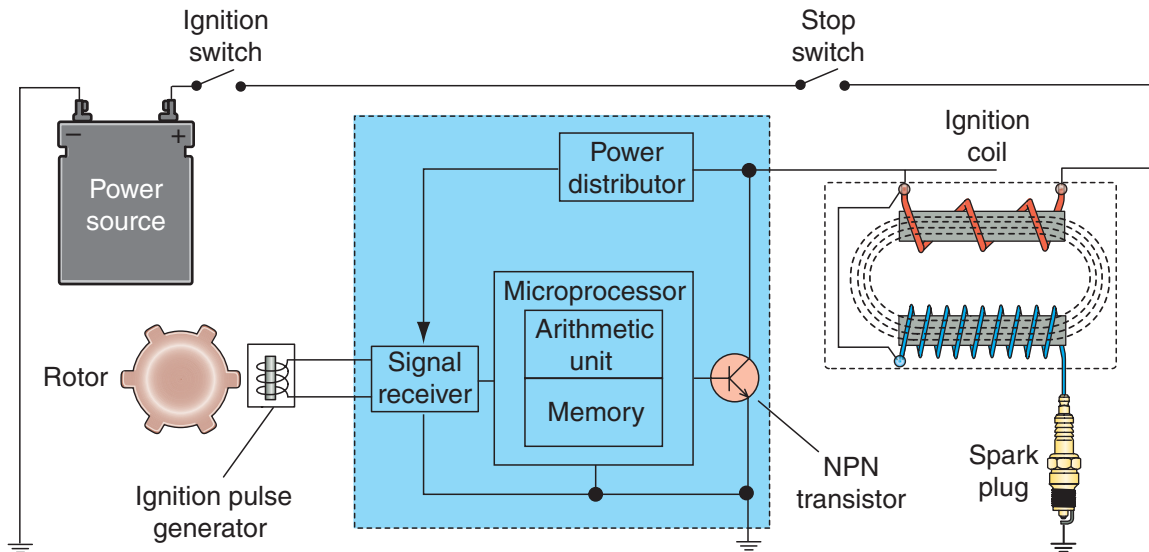 Ignition
switch
Stop
switch
Ignition
coil
− +
Power
source
Power
distributor
Microprocessor
Arithmetic
unit
Memory
Signal
receiver
Rotor
Ignition pulse
generator
NPN
transistor
Spark
plug